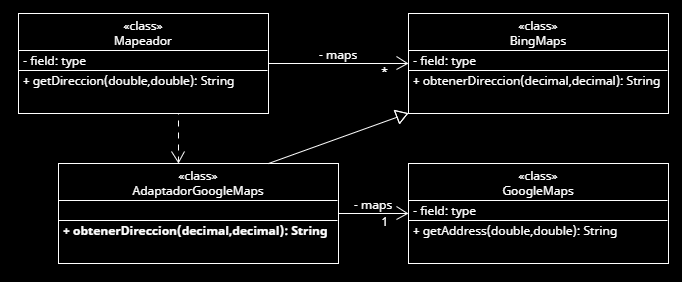 «class»
Mapeador
- field: type
+ getDireccion(double,double): String
- maps
*
«class»
BingMaps
- field: type
+ obtenerDireccion(decimal,decimal): String
«class»
AdaptadorGoogleMaps
+ obtenerDireccion(decimal,decimal): String
- maps
1
«class»
GoogleMaps
- field: type
+ getAddress(double,double): String